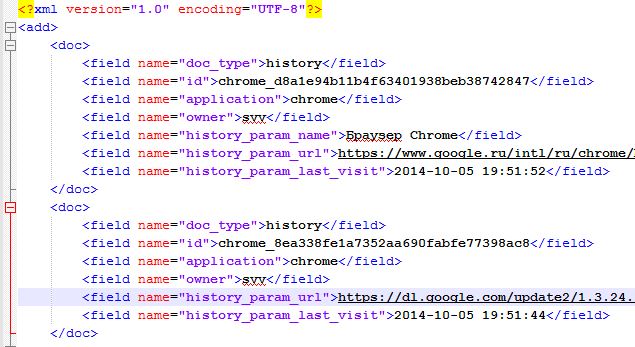 <?xml version="1.0" encoding="UTF-8"?>
<add>
<doc>
<field name="doc_type">history</field>
<field name="id">chrome_d8a1e94b11b4f63401938beb38742847</field>
<field name="application">chrome</field>
<field name="owner">syv</field>
<field name="history_param_name">Браузер Chrome</field>
<field name="history_param_url">https://www.google.ru/intl/ru/chrome/
<field name="history_param_last_visit">2014-10-05 19:51:52</field>
</doc>
<doc>
<field name="doc_type">history</field>
<field name="id">chrome_8ea338fe1a7352aa690fabfe77398ac8</field>
<field name="application">chrome</field>
<field name="owner">syv</field>
<field name="history_param_url">https://dl.google.com/update2/1.3.24.
<field name="history_param_last_visit">2014-10-05 19:51:44</field>
</doc>